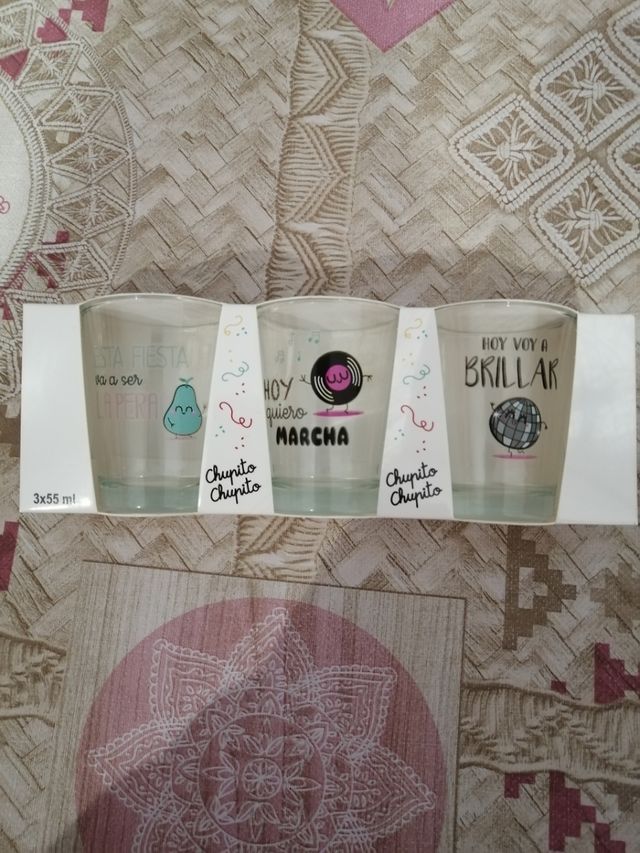 ESTA FIESTA
va a ser
LA PERA
HOY
quiero
MARCHA
HOY VOY A
BRILLAR
Chupito
Chupito
Chupito
Chupito
3x55 ml.